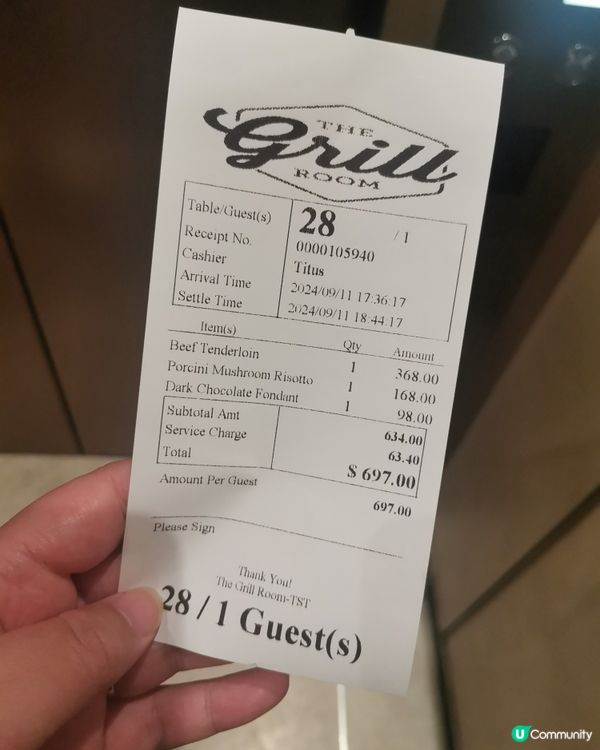 THE
Grill
ROOM
Table/Guest(s) 28 / 1
Receipt No. 0000105940
Cashier Titus
Arrival Time 2024/09/11 17:36:17
Settle Time 2024/09/11 18:44:17
Item(s) Qty Amount
Beef Tenderloin 1 368.00
Porcini Mushroom Risotto 1 168.00
Dark Chocolate Fondant 1 98.00
Subtotal Amt 634.00
Service Charge 63.40
Total $ 697.00
Amount Per Guest 697.00
Please Sign
Thank You!
The Grill Room-TST
28 / 1 Guest(s)
U Community